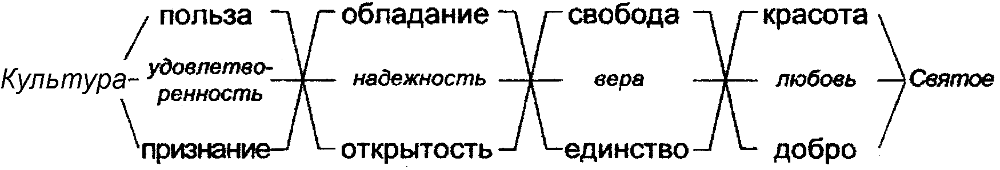 польза обладание свобода красота
Культура удовлетво- надежность вера любовь Святое
ренность
признание открытость единство добро